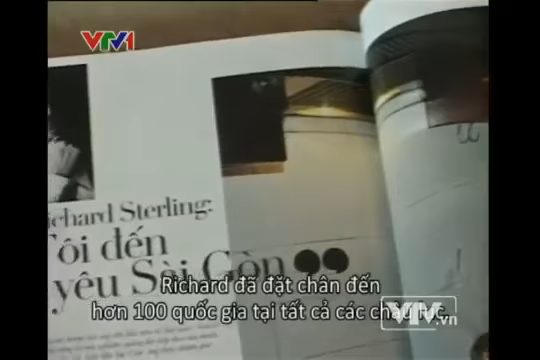 VTV1
Richard Sterling:
Tôi đến
yêu Sài Gòn
Richard đã đặt chân đến
hơn 100 quốc gia tại tất cả các châu lục.
VTV.vn